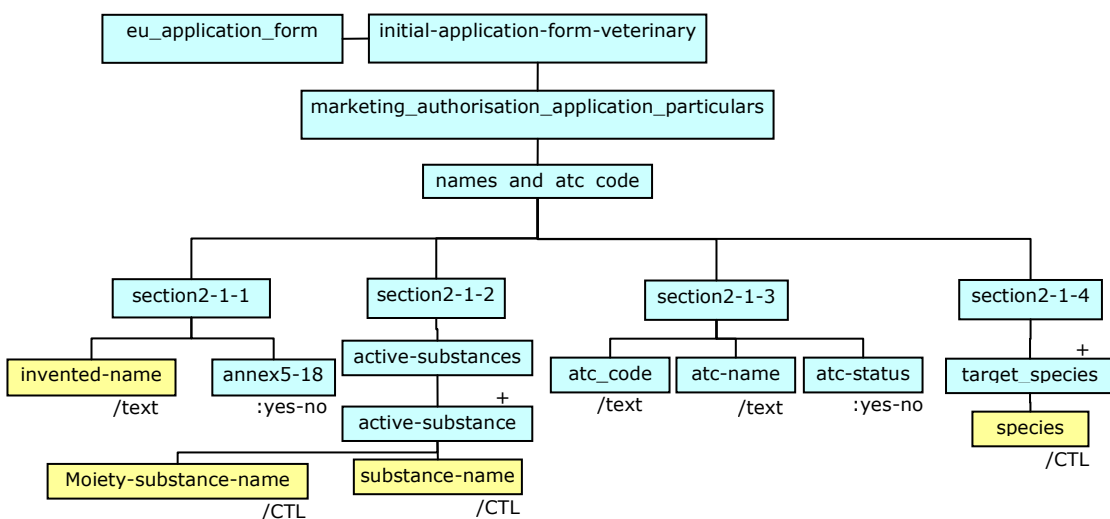 eu_application_form
initial-application-form-veterinary
marketing_authorisation_application_particulars
names and atc code
section2-1-1
section2-1-2
section2-1-3
section2-1-4
invented-name
/text
annex5-18
:yes-no
active-substances
+
active-substance
Moiety-substance-name
/CTL
substance-name
/CTL
atc_code
/text
atc-name
/text
atc-status
:yes-no
+
target_species
species
/CTL